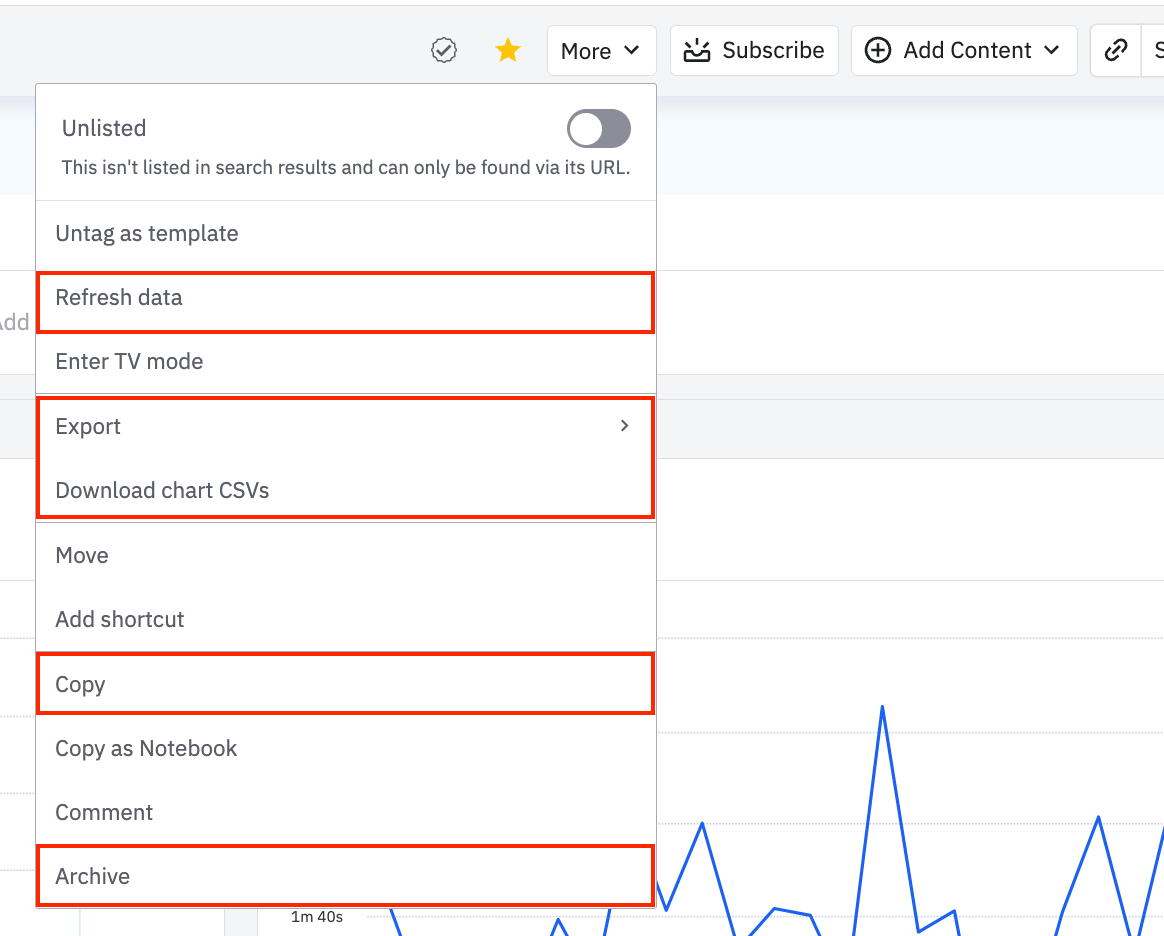 More
Subscribe
Add Content
S
Unlisted
This isn't listed in search results and can only be found via its URL.
Untag as template
Refresh data
Add
Enter TV mode
Export
Download chart CSVs
Move
Add shortcut
Copy
Copy as Notebook
Comment
Archive
1m 40s